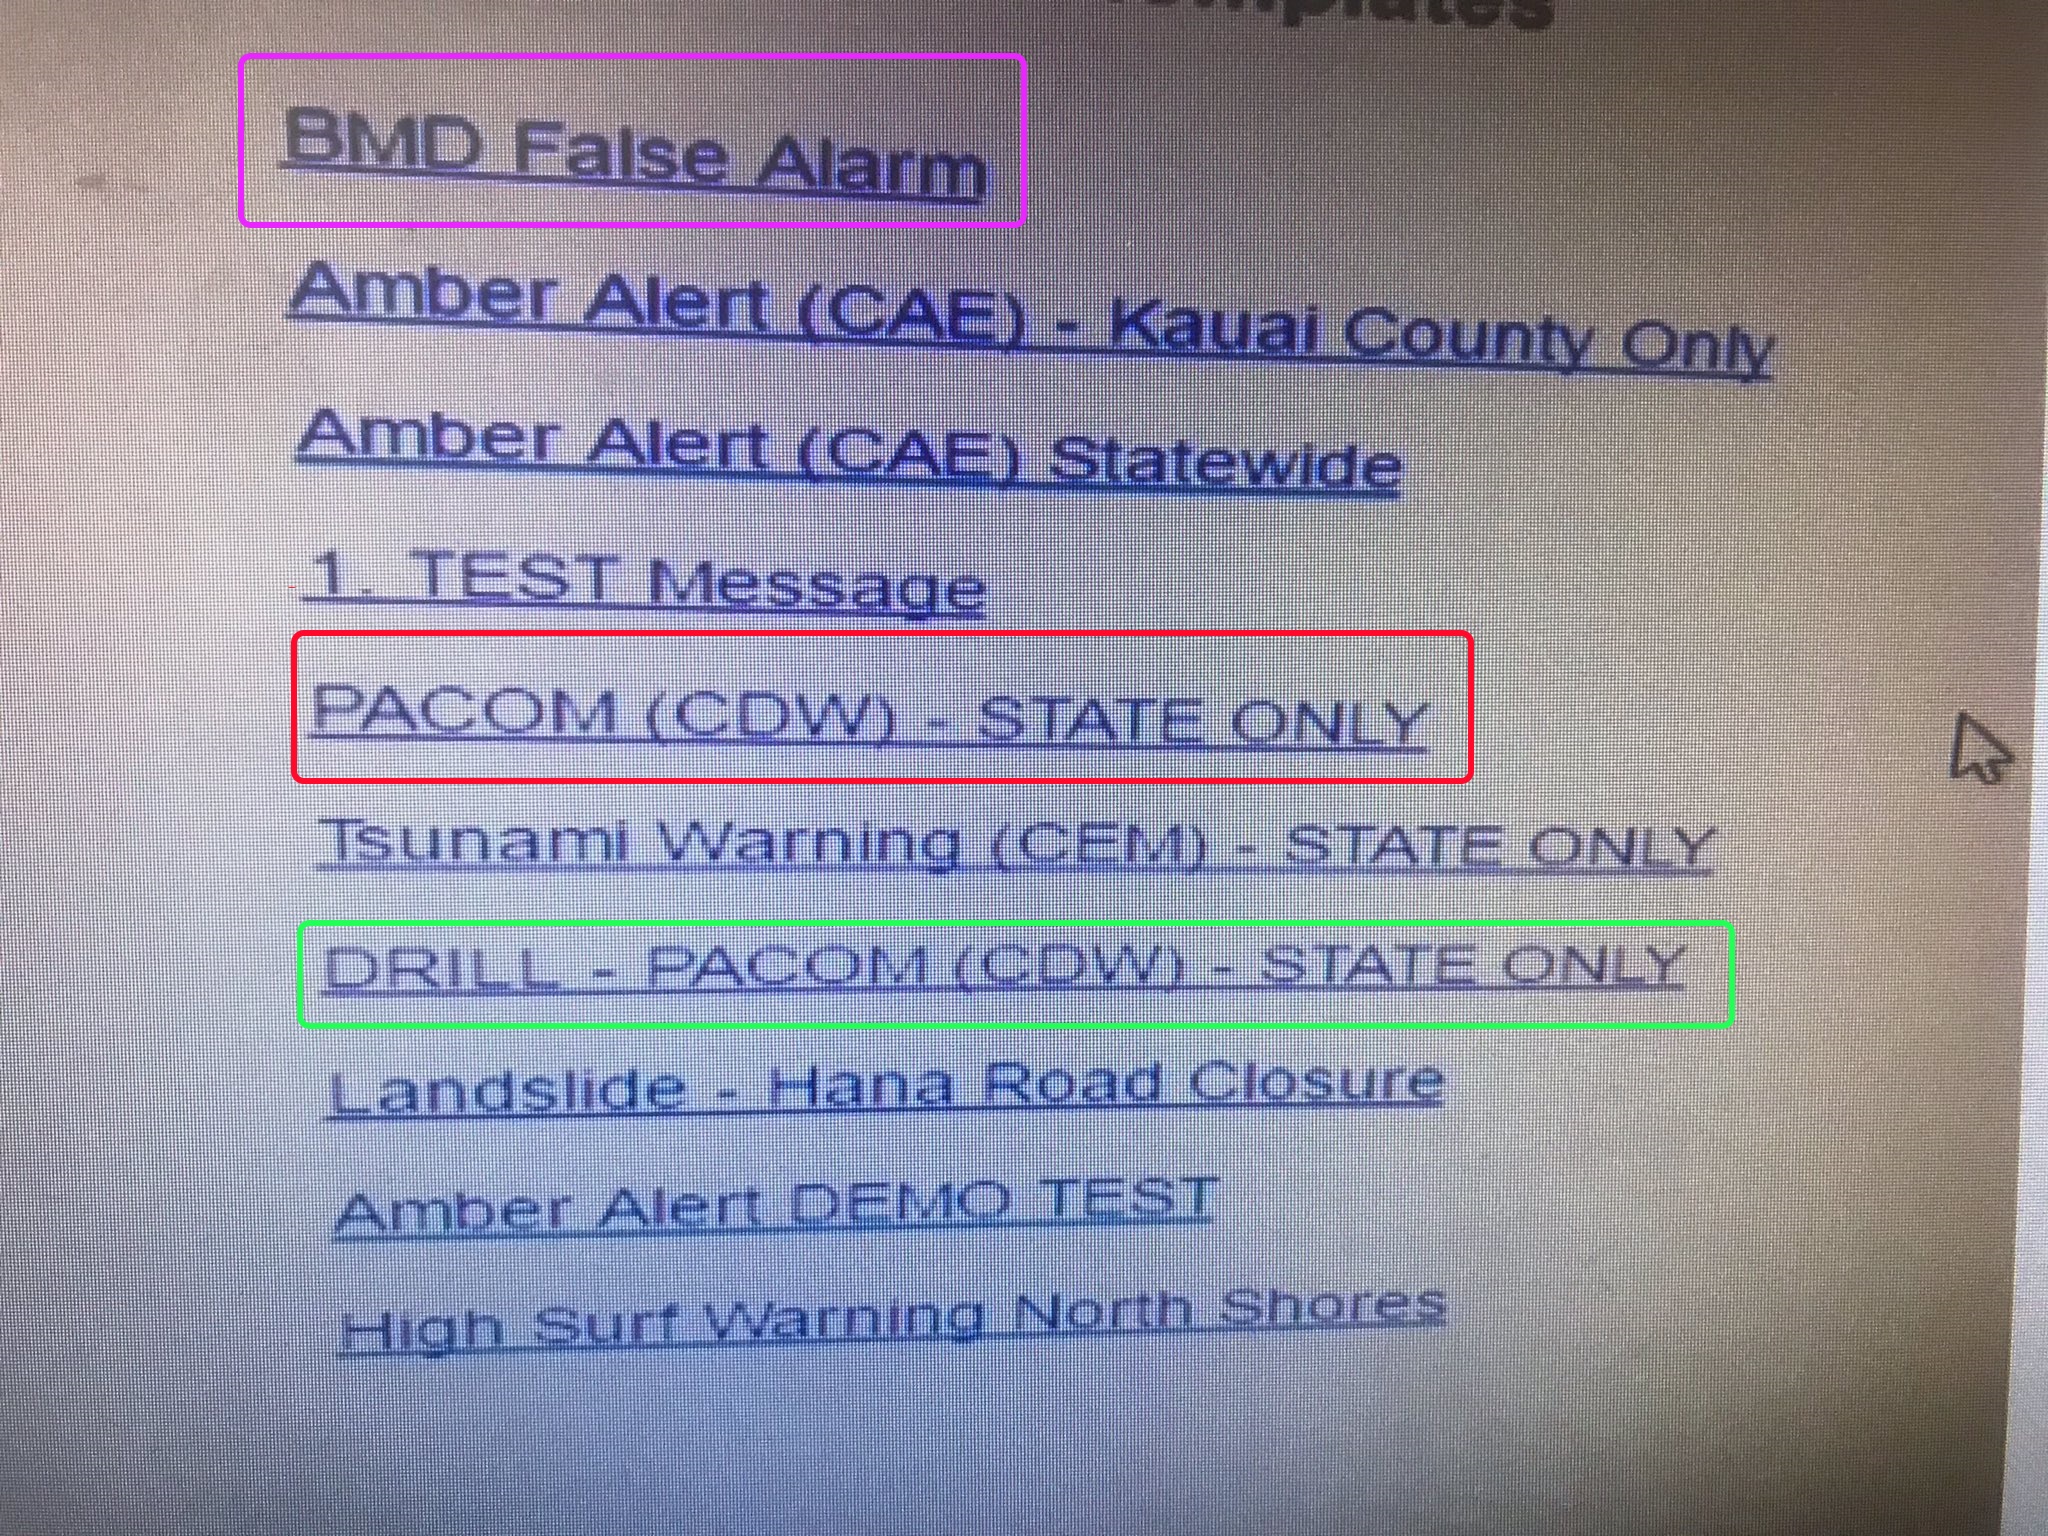 Templates
BMD False Alarm
Amber Alert (CAE) - Kauai County Only
Amber Alert (CAE) Statewide
1. TEST Message
PACOM (CDW) - STATE ONLY
Tsunami Warning (CEM) - STATE ONLY
DRILL - PACOM (CDW) - STATE ONLY
Landslide - Hana Road Closure
Amber Alert DEMO TEST
High Surf Warning North Shores